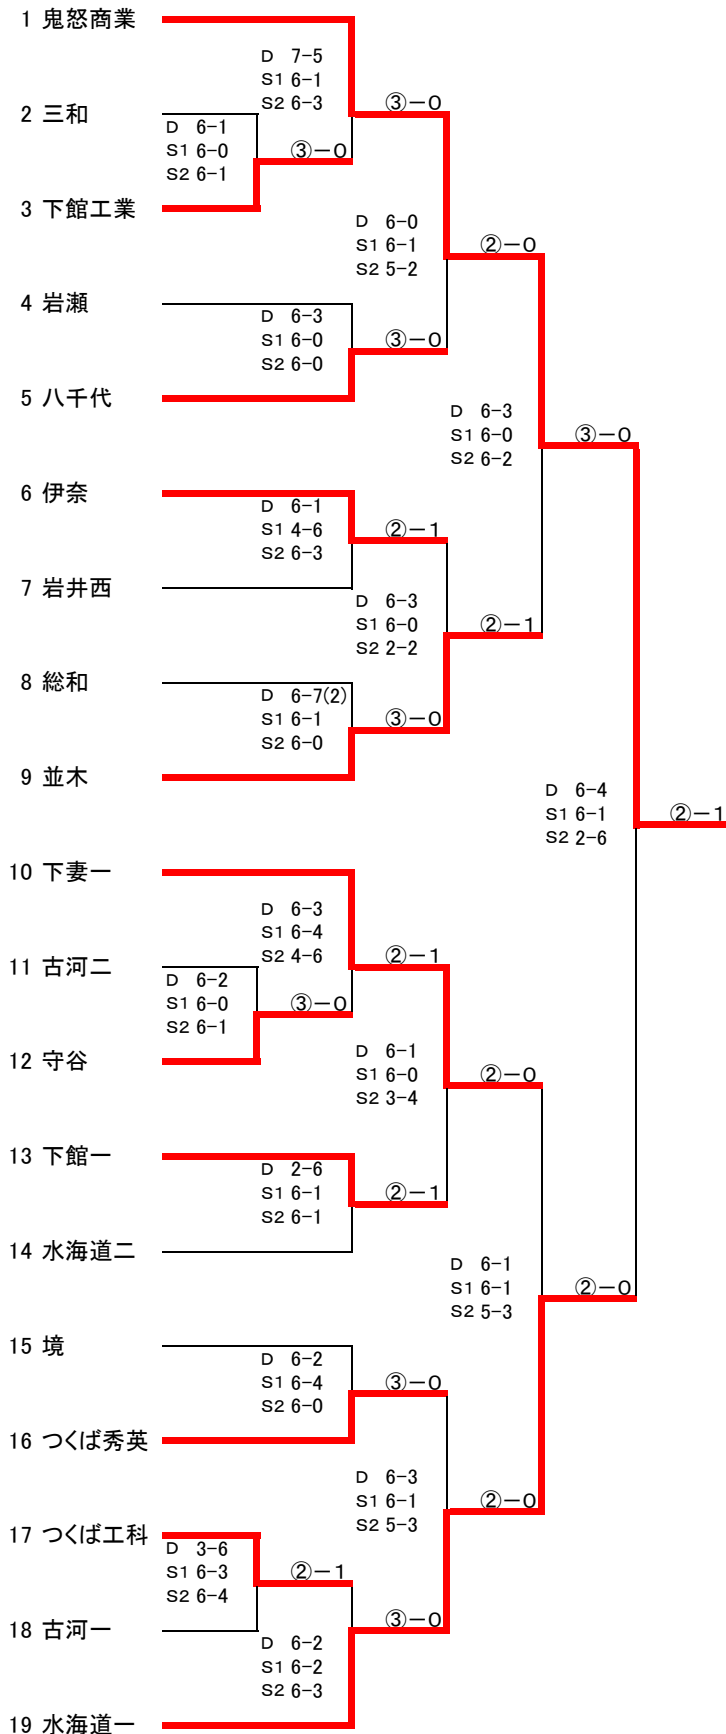 1 鬼怒商業
D 7-5
S1 6-1
S2 6-3
③-0
2 三和
D 6-1
S1 6-0
S2 6-1
③-0
3 下館工業
D 6-0
S1 6-1
S2 5-2
②-0
4 岩瀬
D 6-3
S1 6-0
S2 6-0
③-0
5 八千代
D 6-3
S1 6-0
S2 6-2
③-0
6 伊奈
D 6-1
S1 4-6
S2 6-3
②-1
7 岩井西
D 6-3
S1 6-0
S2 2-2
②-1
8 総和
D 6-7(2)
S1 6-1
S2 6-0
③-0
9 並木
D 6-4
S1 6-1
S2 2-6
②-1
10 下妻一
D 6-3
S1 6-4
S2 4-6
②-1
11 古河二
D 6-2
S1 6-0
S2 6-1
③-0
12 守谷
D 6-1
S1 6-0
S2 3-4
②-0
13 下館一
D 2-6
S1 6-1
S2 6-1
②-1
14 水海道二
D 6-1
S1 6-1
S2 5-3
②-0
15 境
D 6-2
S1 6-4
S2 6-0
③-0
16 つくば秀英
D 6-3
S1 6-1
S2 5-3
②-0
17 つくば工科
D 3-6
S1 6-3
S2 6-4
②-1
18 古河一
D 6-2
S1 6-2
S2 6-3
③-0
19 水海道一